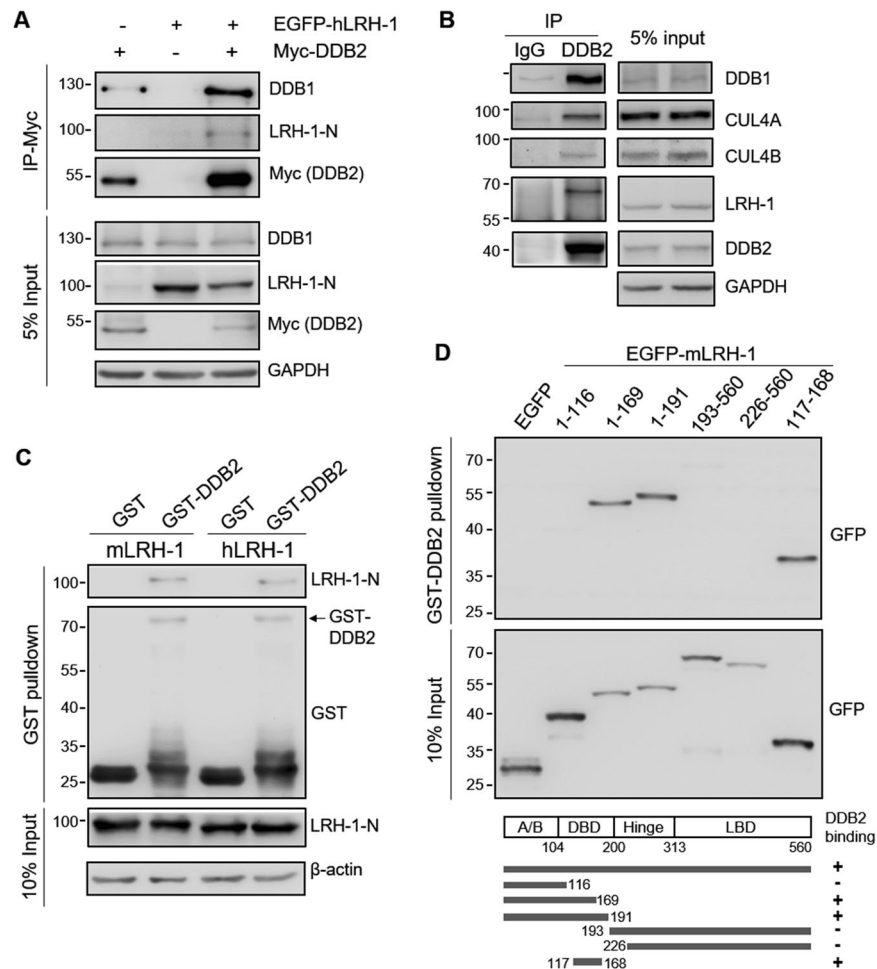 A
- + + EGFP-hLRH-1
+ - + Myc-DDB2
IP-Myc
130- DDB1
100- LRH-1-N
55- Myc (DDB2)
5% Input
130- DDB1
100- LRH-1-N
55- Myc (DDB2)
GAPDH
B
IP
IgG DDB2 5% input
- DDB1
100- CUL4A
100- CUL4B
70-
LRH-1
55-
40- DDB2
GAPDH
C
GST GST-DDB2 GST GST-DDB2
mLRH-1 hLRH-1
GST pulldown
100- LRH-1-N
70- ← GST-DDB2
55-
40-
GST
35-
25-
10% Input
100- LRH-1-N
β-actin
D
EGFP-mLRH-1
EGFP 1-116 1-169 1-191 193-560 226-560 117-168
GST-DDB2 pulldown
70-
55-
40- GFP
35-
25-
10% Input
70-
55-
40- GFP
35-
25-
A/B DBD Hinge LBD DDB2 binding
104 200 313 560
+
116 -
169 +
191 +
193 -
226 -
117 168 +